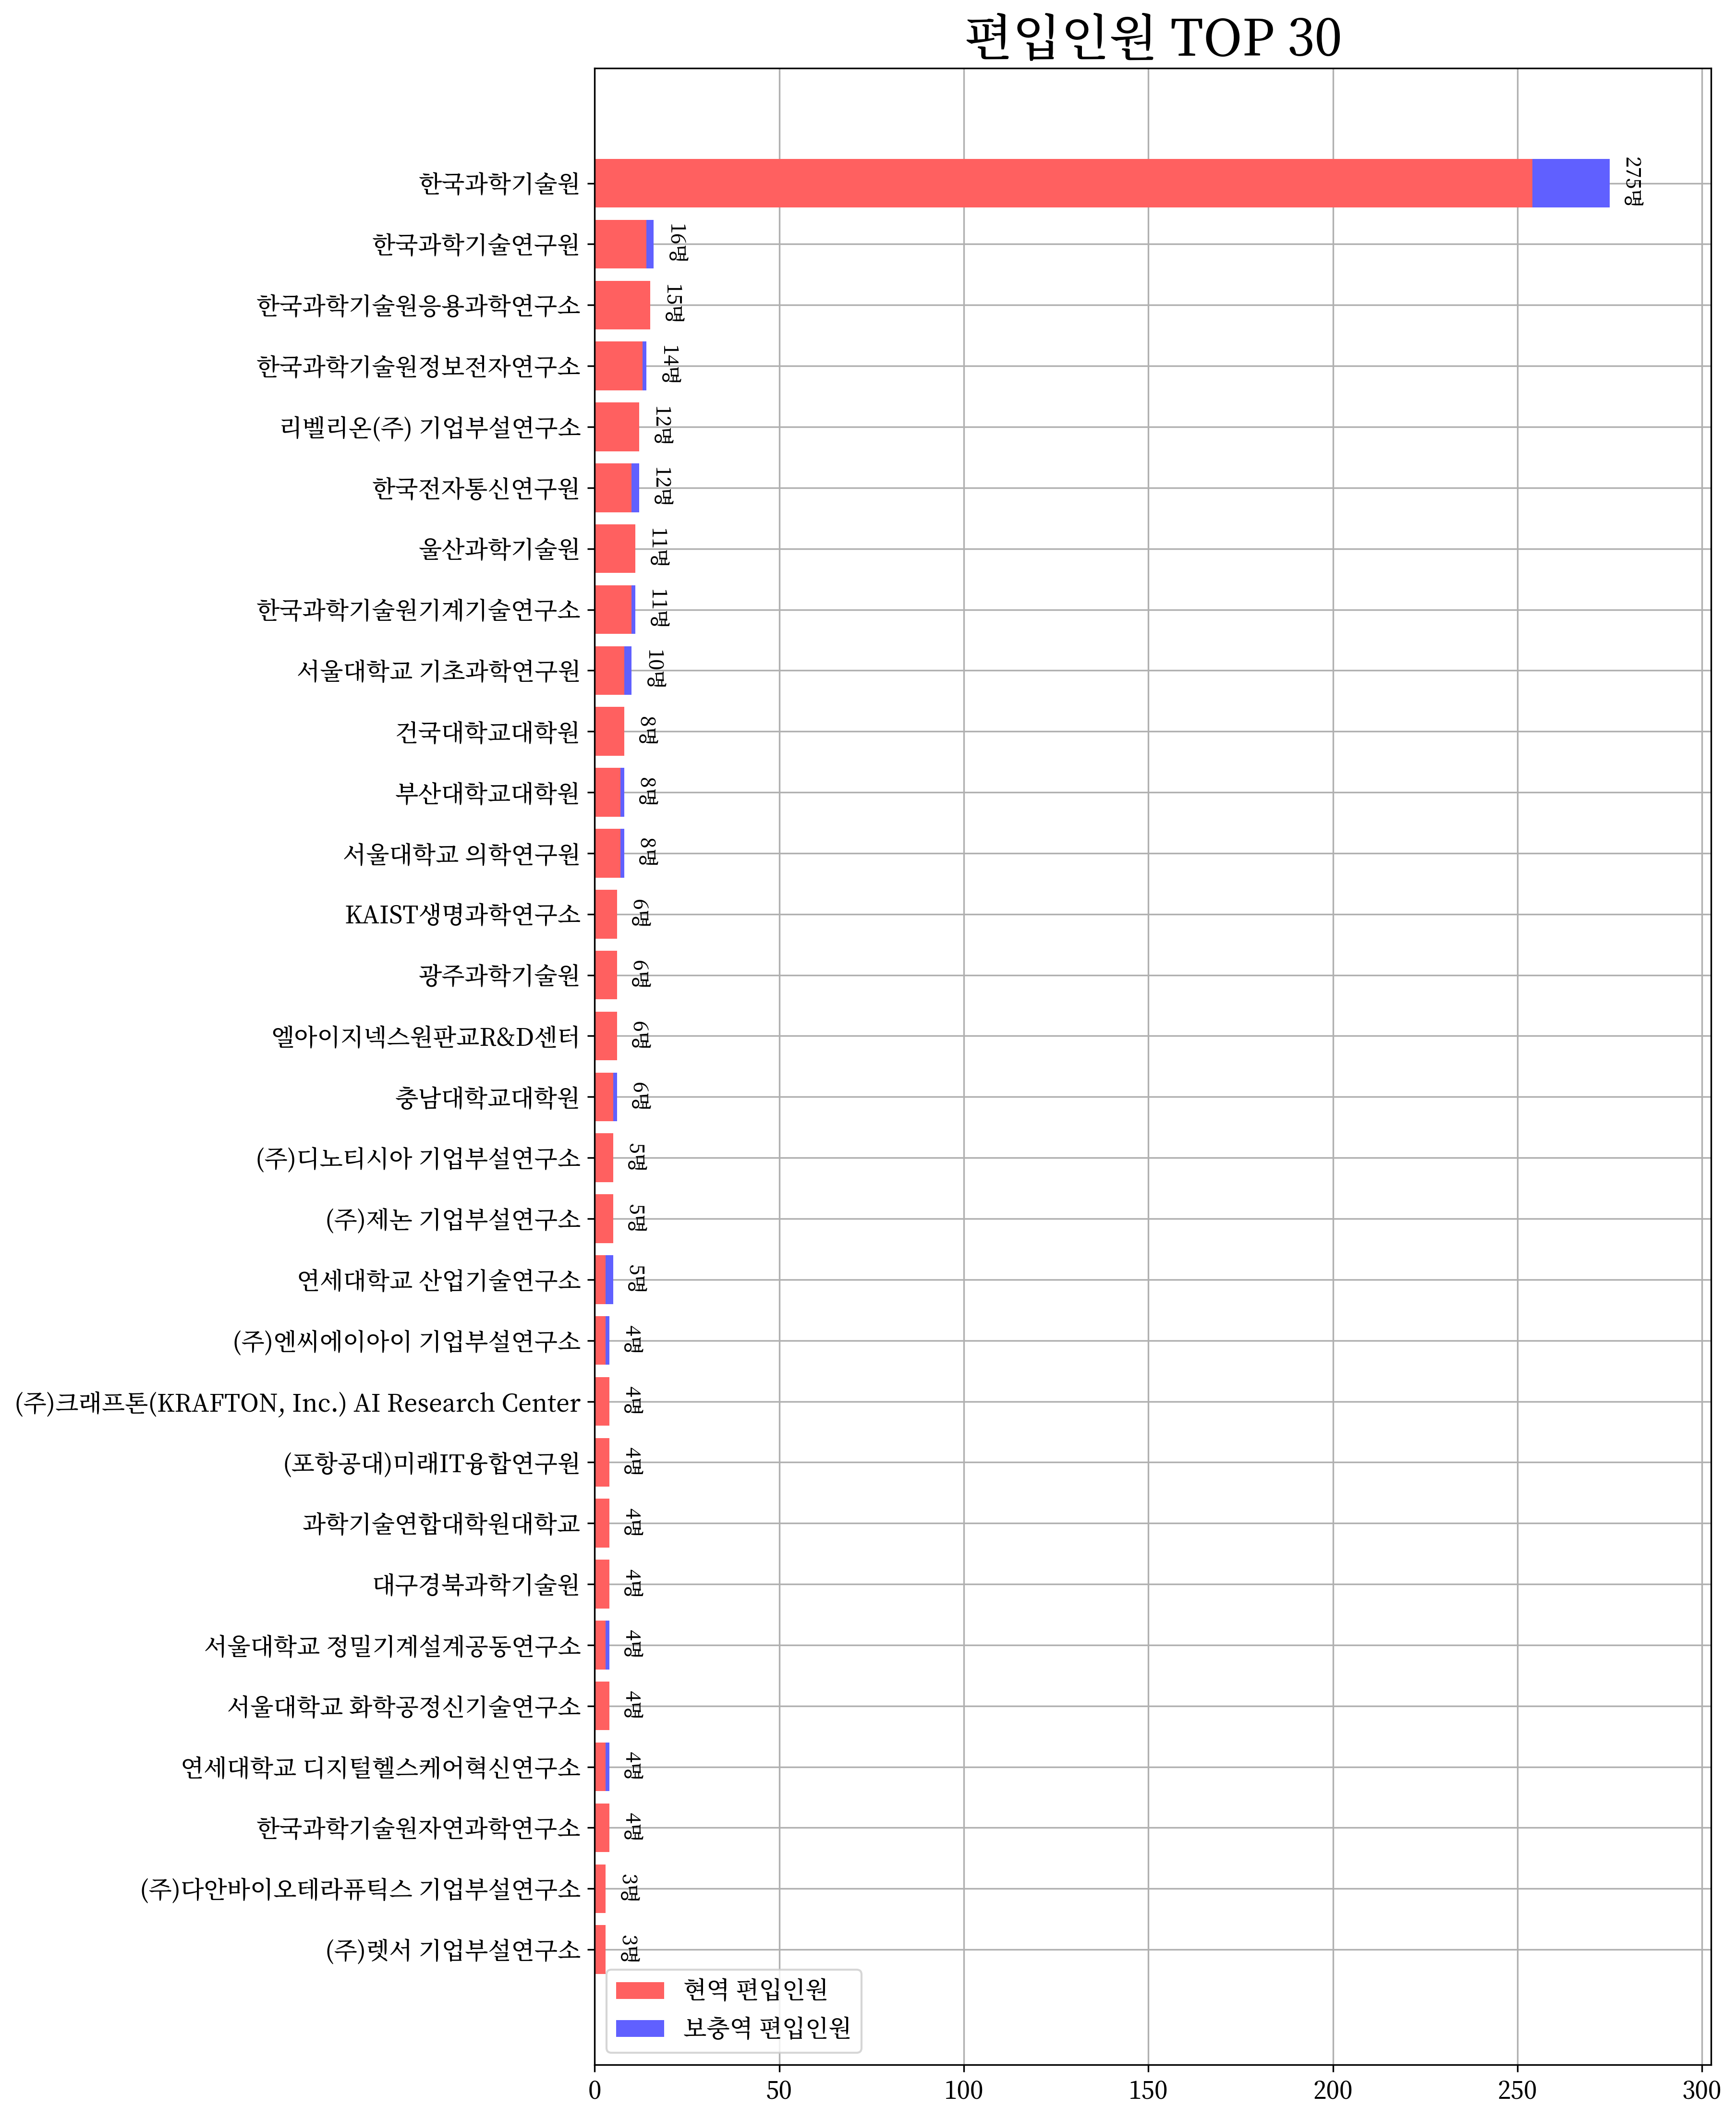 편입인원 TOP 30
한국과학기술원 275명
한국과학기술연구원 16명
한국과학기술원응용과학연구소 15명
한국과학기술원정보전자연구소 14명
리벨리온(주) 기업부설연구소 12명
한국전자통신연구원 12명
울산과학기술원 11명
한국과학기술원기계기술연구소 11명
서울대학교 기초과학연구원 10명
건국대학교대학원 8명
부산대학교대학원 8명
서울대학교 의학연구원 8명
KAIST생명과학연구소 6명
광주과학기술원 6명
엘아이지넥스원판교R&D센터 6명
충남대학교대학원 6명
(주)디노티시아 기업부설연구소 5명
(주)제논 기업부설연구소 5명
연세대학교 산업기술연구소 5명
(주)엔씨에이아이 기업부설연구소 4명
(주)크래프톤(KRAFTON, Inc.) AI Research Center 4명
(포항공대)미래IT융합연구원 4명
과학기술연합대학원대학교 4명
대구경북과학기술원 4명
서울대학교 정밀기계설계공동연구소 4명
서울대학교 화학공정신기술연구소 4명
연세대학교 디지털헬스케어혁신연구소 4명
한국과학기술원자연과학연구소 4명
(주)다안바이오테라퓨틱스 기업부설연구소 3명
(주)렛서 기업부설연구소 3명
현역 편입인원
보충역 편입인원
0 50 100 150 200 250 300